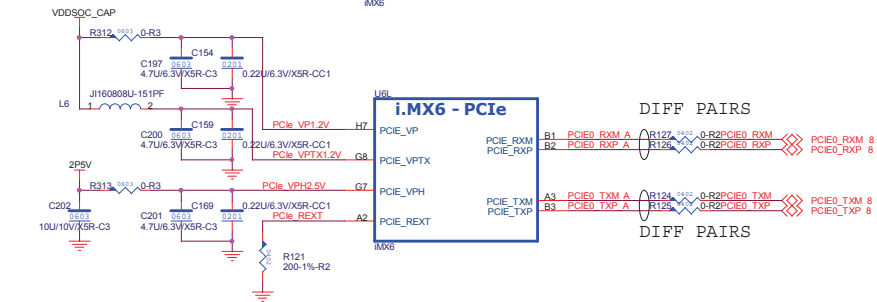 iMX6
VDDSOC_CAP
R312 0603 0-R3
C154
C197 0603 0201
4.7U/6.3V/X5R-C3 0.22U/6.3V/X5R-CC1
JI160808U-151PF
L6 1 2
U6L
i.MX6 - PCIe
DIFF PAIRS
PCIe_VP1.2V H7 PCIE_VP
C159
C200 0603 0201
4.7U/6.3V/X5R-C3 0.22U/6.3V/X5R-CC1
PCIE_RXM B1 PCIE0_RXM_A R127 0402 0-R2 PCIE0_RXM PCIE0_RXM 8
PCIE_RXP B2 PCIE0_RXP_A R126 0-R2 PCIE0_RXP PCIE0_RXP 8
PCIe_VPTX1.2V G8 PCIE_VPTX
2P5V
R313 0603 0-R3
PCIe_VPH2.5V G7 PCIE_VPH
PCIE_TXM A3 PCIE0_TXM_A R124 0402 0-R2 PCIE0_TXM PCIE0_TXM 8
PCIE_TXP B3 PCIE0_TXP_A R125 0-R2 PCIE0_TXP PCIE0_TXP 8
C202 0603
10U/10V/X5R-C3
C169
C201 0603 0201
4.7U/6.3V/X5R-C3 0.22U/6.3V/X5R-CC1
PCIe_REXT A2 PCIE_REXT
DIFF PAIRS
iMX6
0402 R121
200-1%-R2